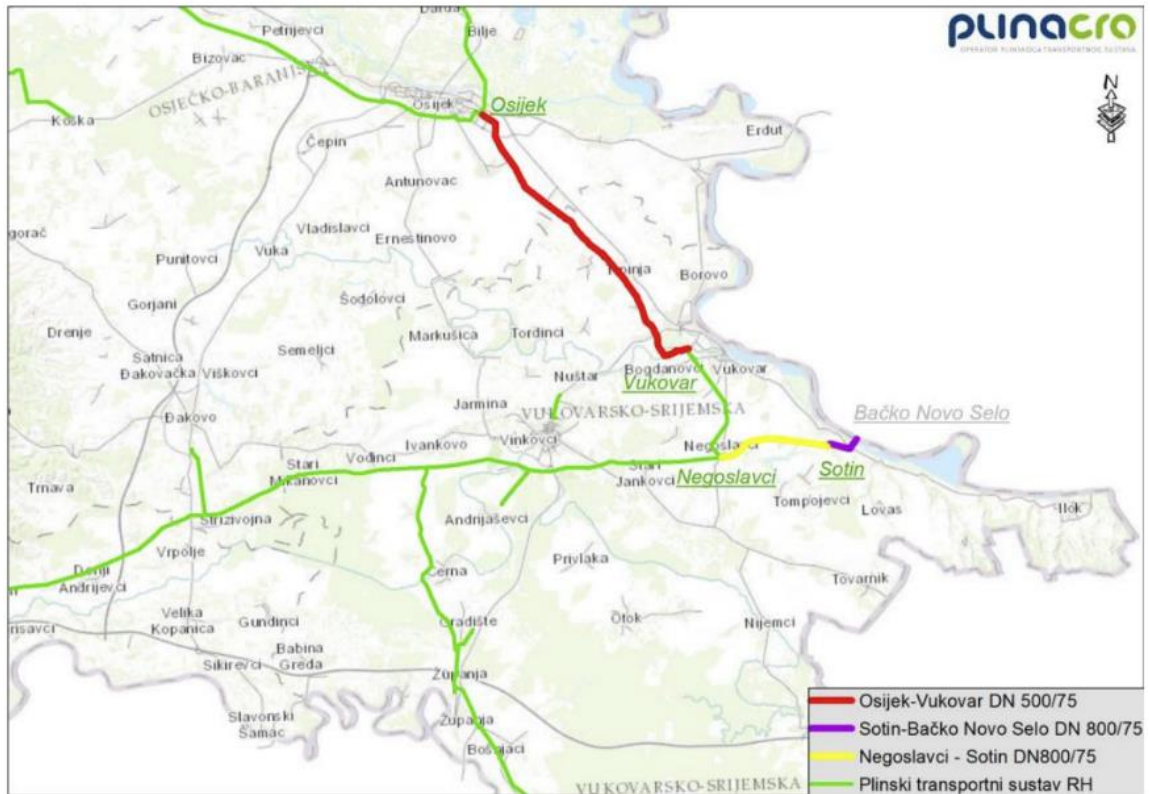 Darda
PLINACRO
OPERATOR PLINSKOGA TRANSPORTNOG SUSTAVA
Petrijevci
Bilje
Bizovac
N
OSJEČKO-BARANJSKA
Osijek
Osijek
Koška
Erdut
Čepin
Antunovac
Vladislavci
Ernestinovo
Vuka
Punitovci
Borovo
Gorjani
Šodolovci
Drenje
Markušica
Tordinci
Satnica
Semeljci
Đakovačka
Viškovci
Bogdanovci
Vukovar
Nuštar
Vukovar
Jarmina
VUKOVARSKO-SRIJEMSKA
Bačko Novo Selo
Đakovo
Ivankovo
Vinkovci
Negoslavci
Vođinci
Stari
Mikanovci
Stari
Jankovci
Negoslavci
Sotin
Trnava
Tompojevci
Lovas
Ilok
Strizivojna
Andrijaševci
Vrpolje
Privlaka
Donji
Andrijevci
Cerna
Tovarnik
Velika
Kopanica
Gundinci
Gradište
Otok
Nijemci
Babina
Greda
Sikirevci
Županja
Slavonski
Šamac
Županja
Bošnjaci
VUKOVARSKO-SRIJEMSKA
Osijek-Vukovar DN 500/75
Sotin-Bačko Novo Selo DN 800/75
Negoslavci - Sotin DN800/75
Plinski transportni sustav RH